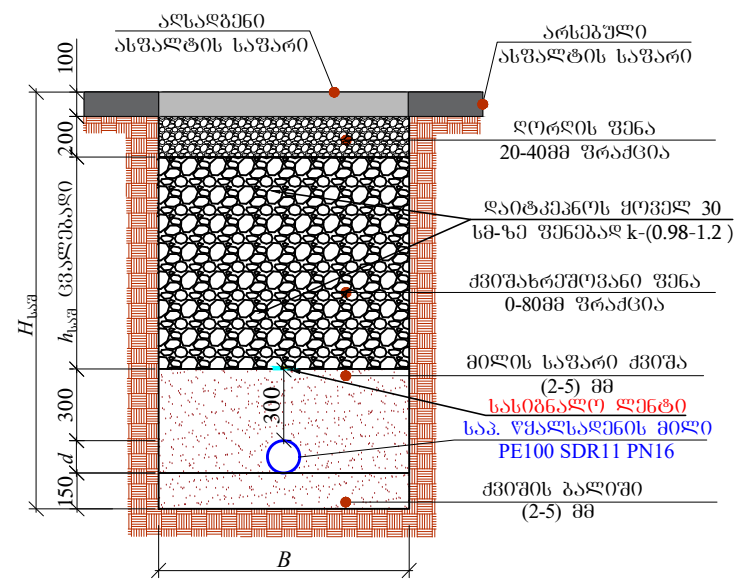 აღსადგენი
ასფალტის საფარი
არსებული
ასფალტის საფარი
100
ღორღის ფენა
20-40მმ ფრაქცია
200
დაიტკეპნოს ყოველ 30
სმ-ზე ფენებად k-(0.98-1.2 )
ცვალებადი
hსაშ
Hსაშ
ქვიშახრეშოვანი ფენა
0-80მმ ფრაქცია
მილის საფარი ქვიშა
(2-5) მმ
300
300
სასიგნალო ლენტი
საპ. წყალსადენის მილი
PE100 SDR11 PN16
d
150
ქვიშის ბალიში
(2-5) მმ
B